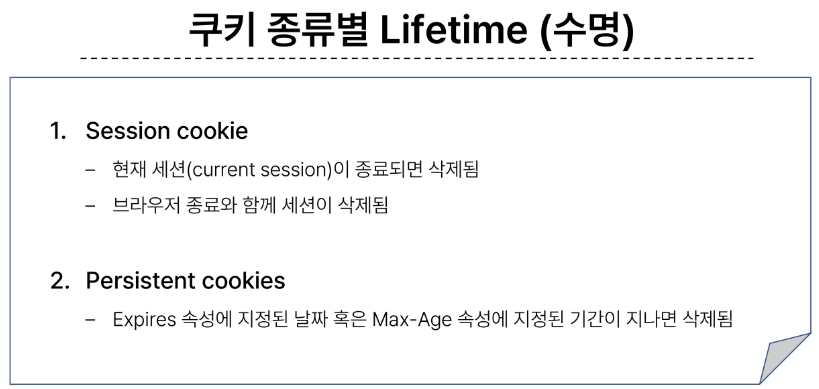 쿠키 종류별 Lifetime (수명)
1. Session cookie
– 현재 세션(current session)이 종료되면 삭제됨
– 브라우저 종료와 함께 세션이 삭제됨
2. Persistent cookies
– Expires 속성에 지정된 날짜 혹은 Max-Age 속성에 지정된 기간이 지나면 삭제됨